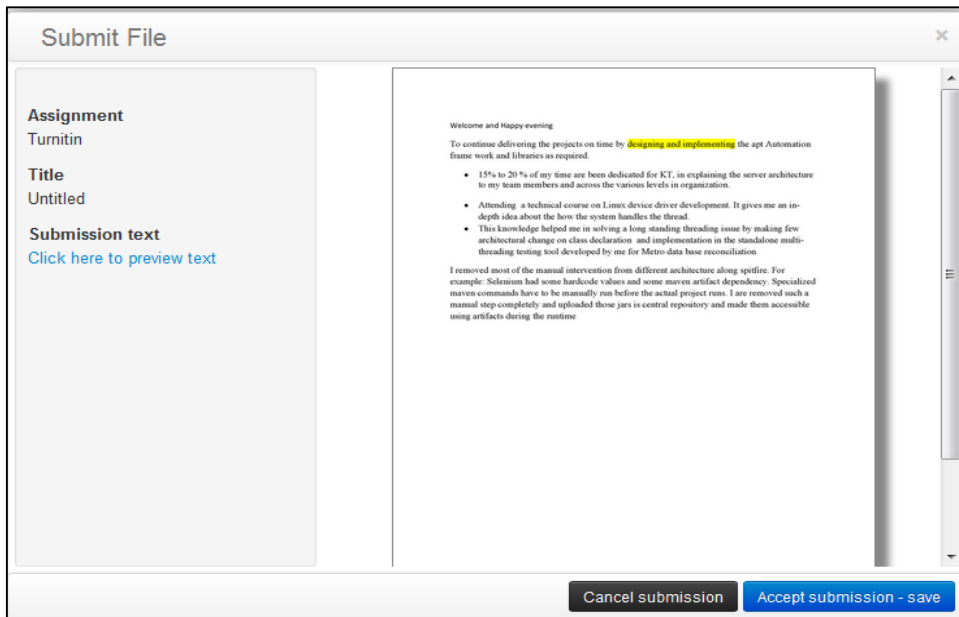 Submit File
×
Assignment
Turnitin
Title
Untitled
Submission text
Click here to preview text
Welcome and Happy evening
To continue delivering the projects on time by designing and implementing the apt Automation
frame work and libraries as required.
• 15% to 20 % of my time are been dedicated for KT, in explaining the server architecture
to my team members and across the various levels in organization.
• Attending a technical course on Linux device driver development. It gives me an in-
depth idea about the how the system handles the thread.
• This knowledge helped me in solving a long standing threading issue by making few
architectural change on class declaration and implementation in the standalone multi-
threading testing tool developed by me for Metro data base reconciliation
I removed most of the manual intervention from different architecture along spitfire. For
example: Selenium had some hardcode values and some maven artifact dependency. Specialized
maven commands have to be manually run before the actual project runs. I are removed such a
manual step completely and uploaded those jars is central repository and made them accessible
using artifacts during the runtime
Cancel submission
Accept submission - save